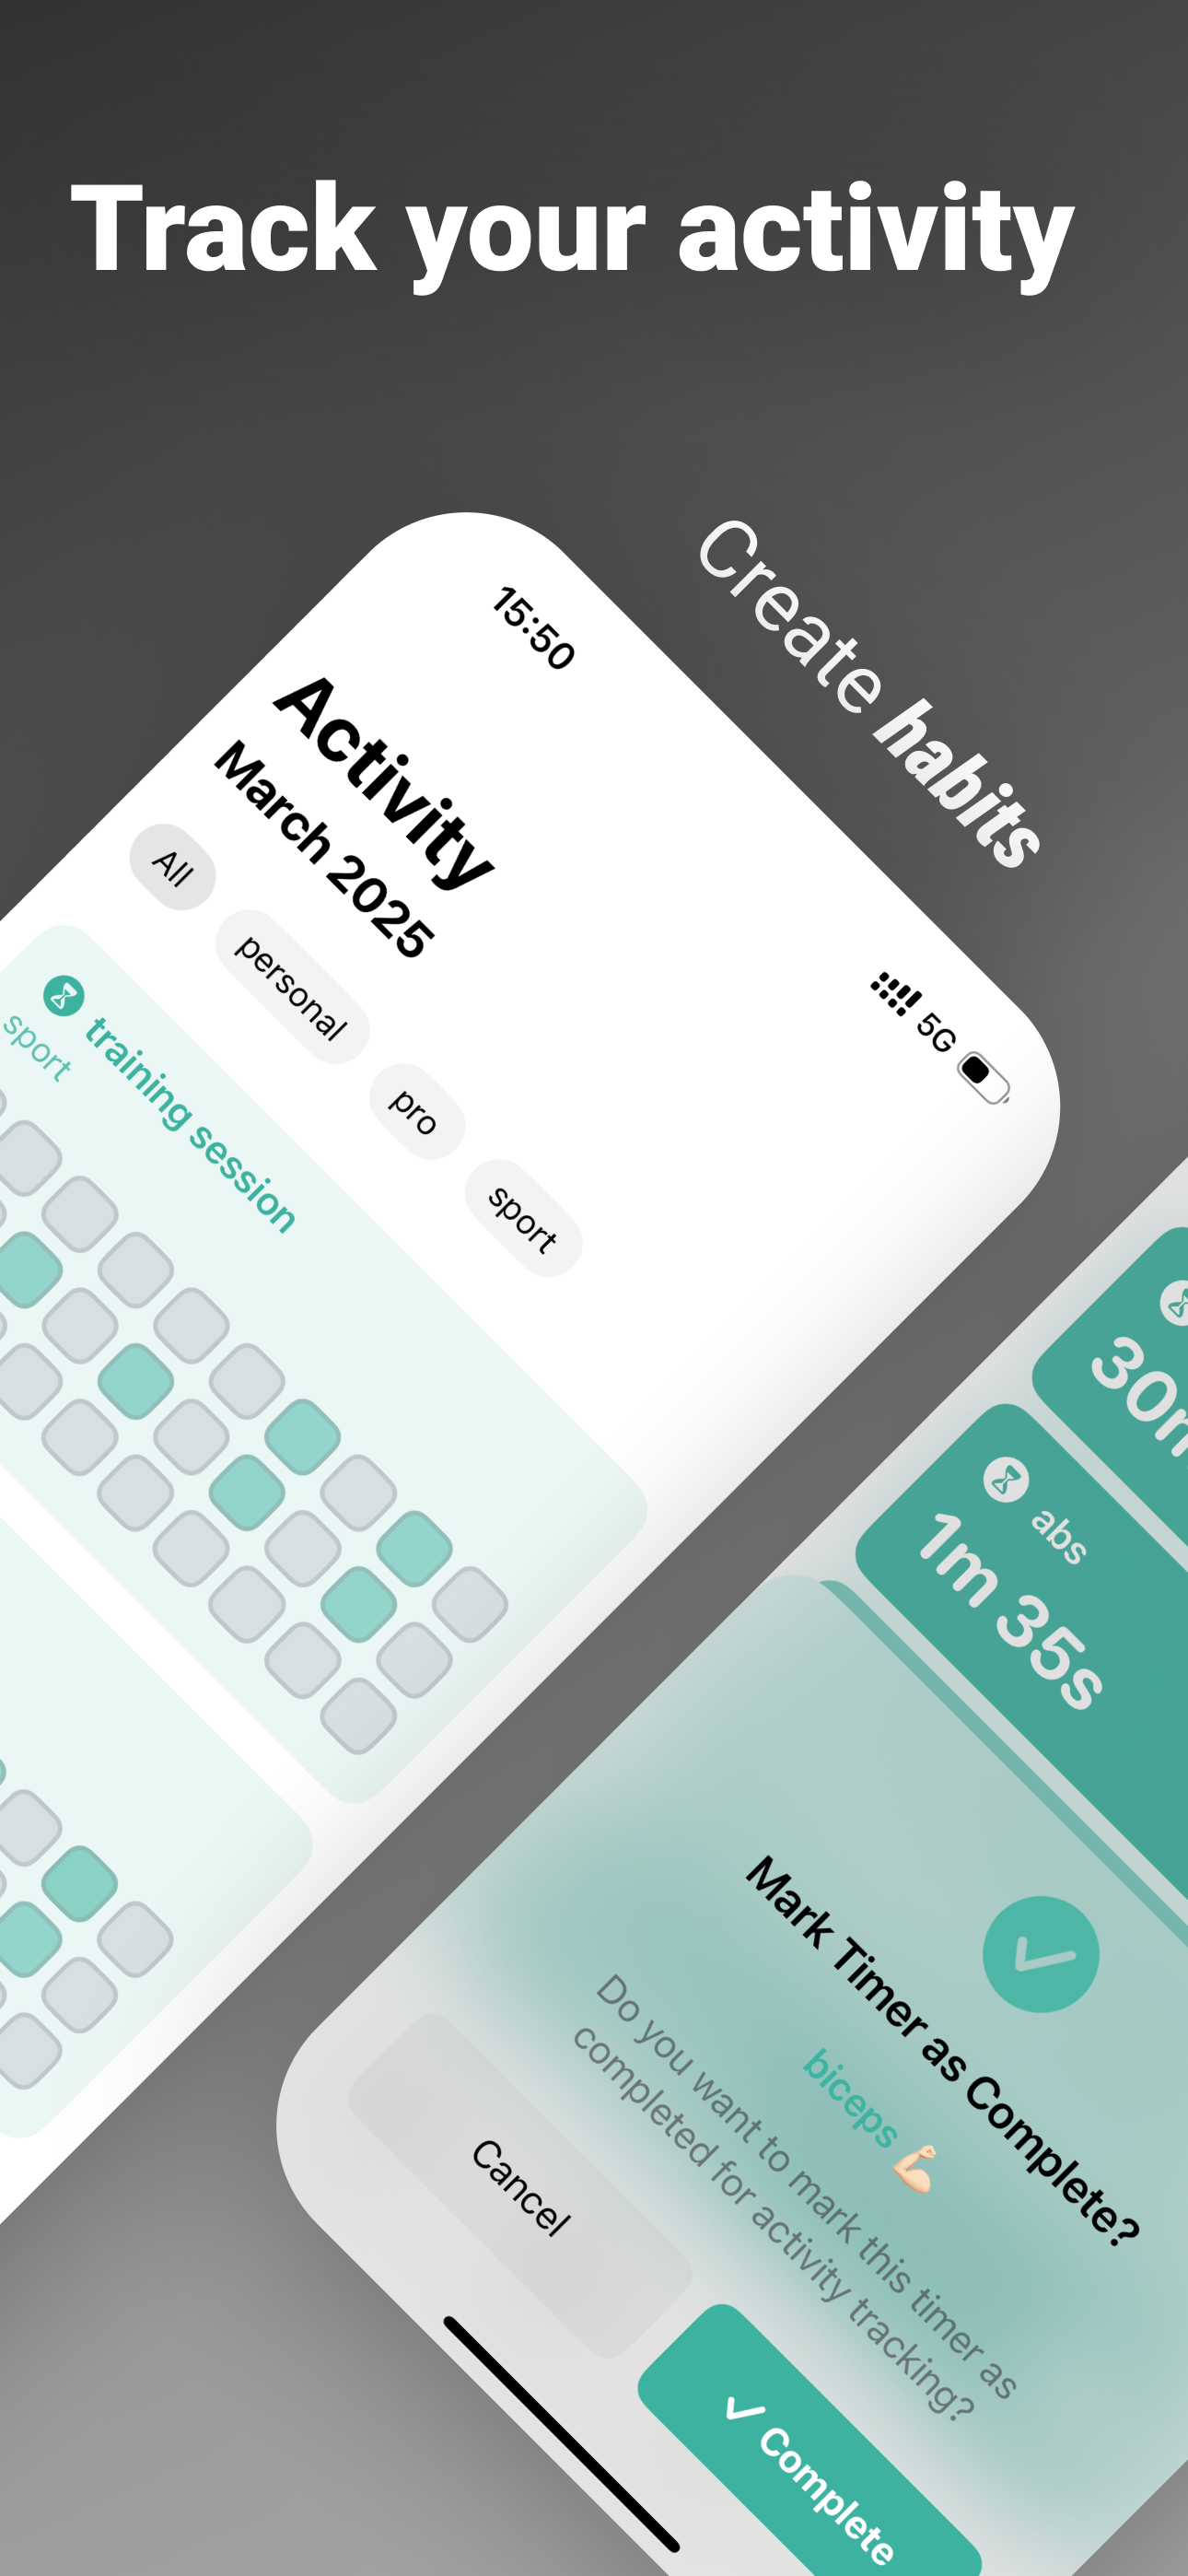 Track your activity
Create habits
15:50
5G
Activity
March 2025
All
personal
pro
sport
training session
sport
abs
1m 35s
Mark Timer as Complete?
biceps 💪🏻
Do you want to mark this timer as
completed for activity tracking?
Cancel
Complete